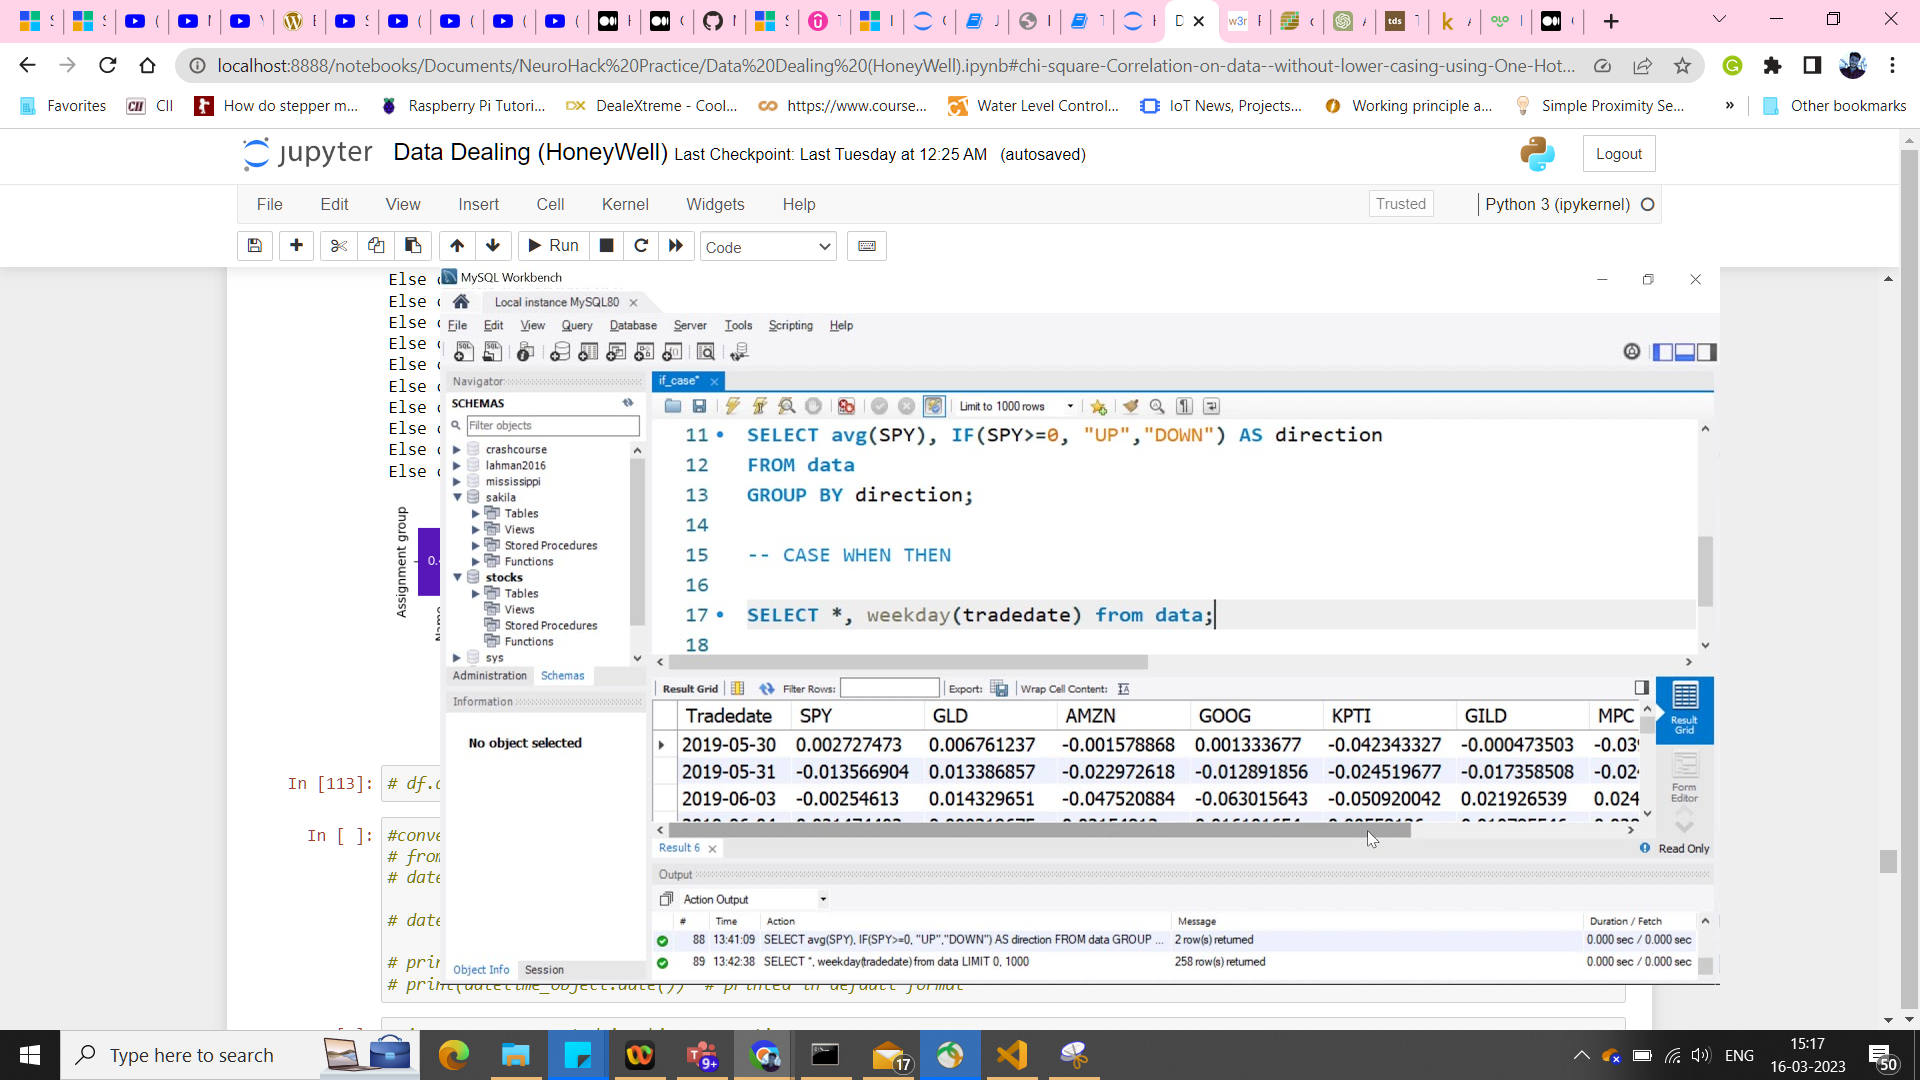 localhost:8888/notebooks/Documents/NeuroHack%20Practice/Data%20Dealing%20(HoneyWell).ipynb#chi-square-Correlation-on-data--without-lower-casing-using-One-Hot...
Favorites CII How do stepper m... Raspberry Pi Tutori... DX DealeXtreme - Cool... https://www.course... Water Level Control... IoT News, Projects... Working principle a... Simple Proximity Se... » Other bookmarks
jupyter Data Dealing (HoneyWell) Last Checkpoint: Last Tuesday at 12:25 AM (autosaved) Logout
File Edit View Insert Cell Kernel Widgets Help Trusted Python 3 (ipykernel)
Run Code
Else
Else
Else
Else
Else
Else
Else
Else
Else
Else
Assignment group
MySQL Workbench
Local instance MySQL80
File Edit View Query Database Server Tools Scripting Help
Navigator if_case*
SCHEMAS
Limit to 1000 rows
Filter objects
crashcourse
lahman2016
mississippi
sakila
Tables
Views
Stored Procedures
Functions
stocks
Tables
Views
Stored Procedures
Functions
sys
Administration Schemas
Information
No object selected
Object Info Session
11 SELECT avg(SPY), IF(SPY>=0, "UP","DOWN") AS direction
12 FROM data
13 GROUP BY direction;
14
15 -- CASE WHEN THEN
16
17 SELECT *, weekday(tradedate) from data;
18
Result Grid Filter Rows: Export: Wrap Cell Content:
Tradedate SPY GLD AMZN GOOG KPTI GILD MPC
2019-05-30 0.002727473 0.006761237 -0.001578868 0.001333677 -0.042343327 -0.000473503
2019-05-31 -0.013566904 0.013386857 -0.022972618 -0.012891856 -0.024519677 -0.017358508
2019-06-03 -0.00254613 0.014329651 -0.047520884 -0.063015643 -0.050920042 0.021926539 0.024
Result Grid
Form Editor
Result 6 Read Only
Output
Action Output
# Time Action Message Duration / Fetch
88 13:41:09 SELECT avg(SPY), IF(SPY>=0, "UP","DOWN") AS direction FROM data GROUP ... 2 row(s) returned 0.000 sec / 0.000 sec
89 13:42:38 SELECT *, weekday(tradedate) from data LIMIT 0, 1000 258 row(s) returned 0.000 sec / 0.000 sec
In [113]: # df.
In [ ]: #conve
# from
# date
# date
# prin
# print(datetime_object.date()) # printed in default format
Type here to search
9+
17
ENG
15:17
16-03-2023
50